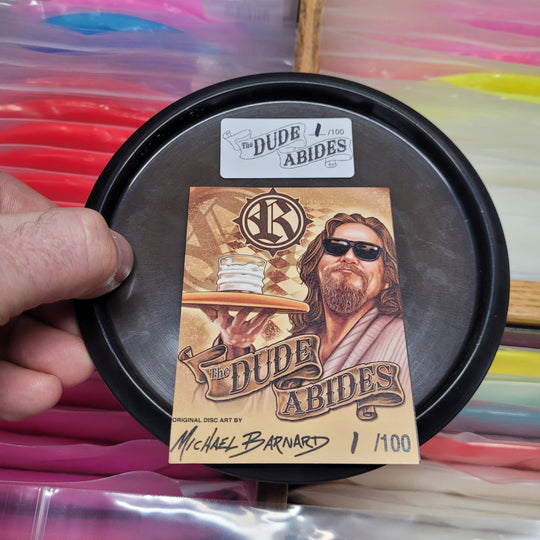 The DUDE 1/100
ABIDES
K
The DUDE
ABIDES
ORIGINAL DISC ART BY
MICHAEL BARNARD 1/100